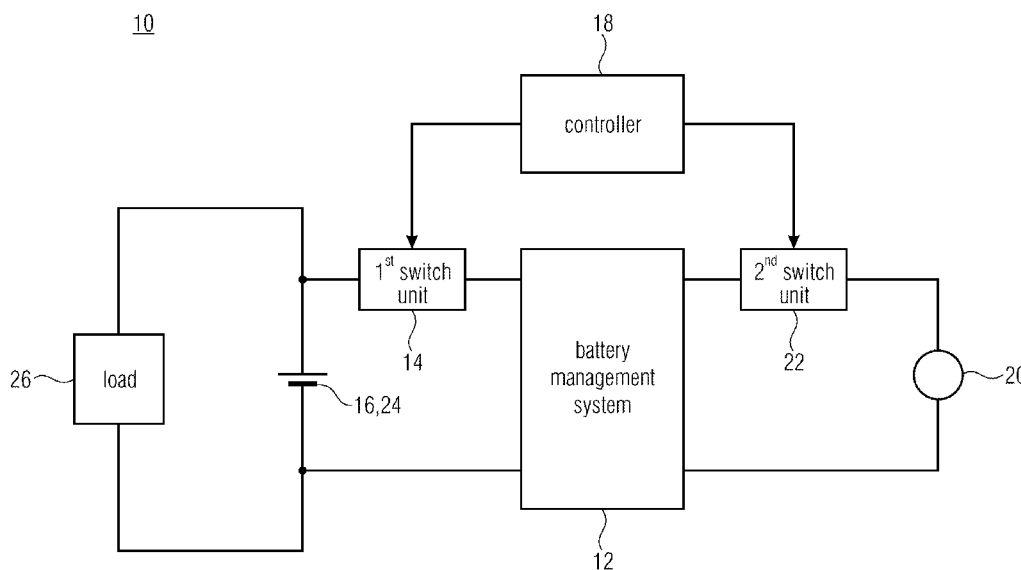 10
18
controller
1st switch
unit
14
2nd switch
unit
22
battery
management
system
12
26
load
16,24
20